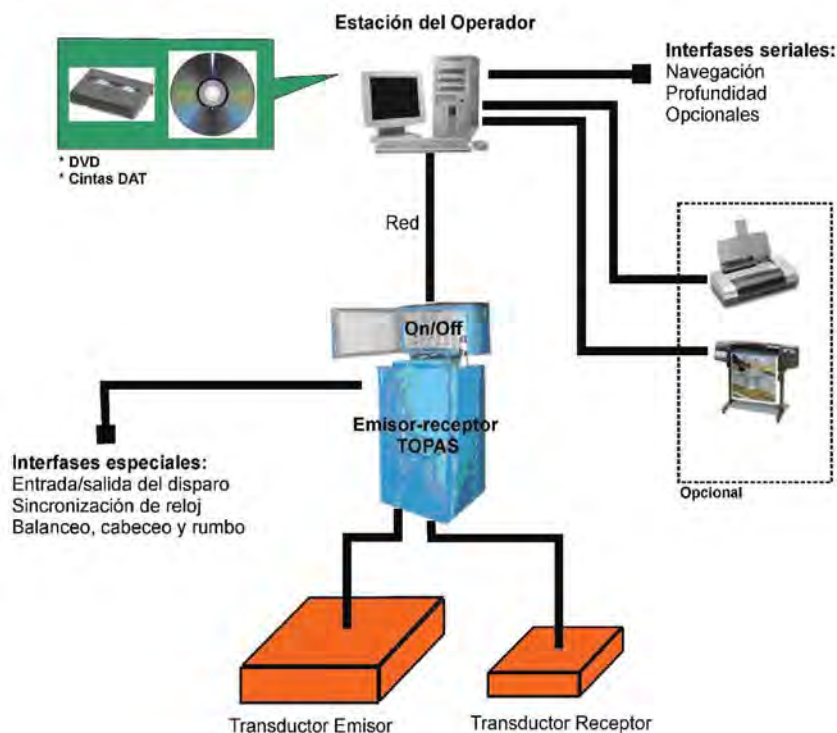 Estación del Operador
Interfases seriales:
Navegación
Profundidad
Opcionales
* DVD
* Cintas DAT
Red
On/Off
Emisor-receptor
TOPAS
Interfases especiales:
Entrada/salida del disparo
Sincronización de reloj
Balanceo, cabeceo y rumbo
Opcional
Transductor Emisor
Transductor Receptor